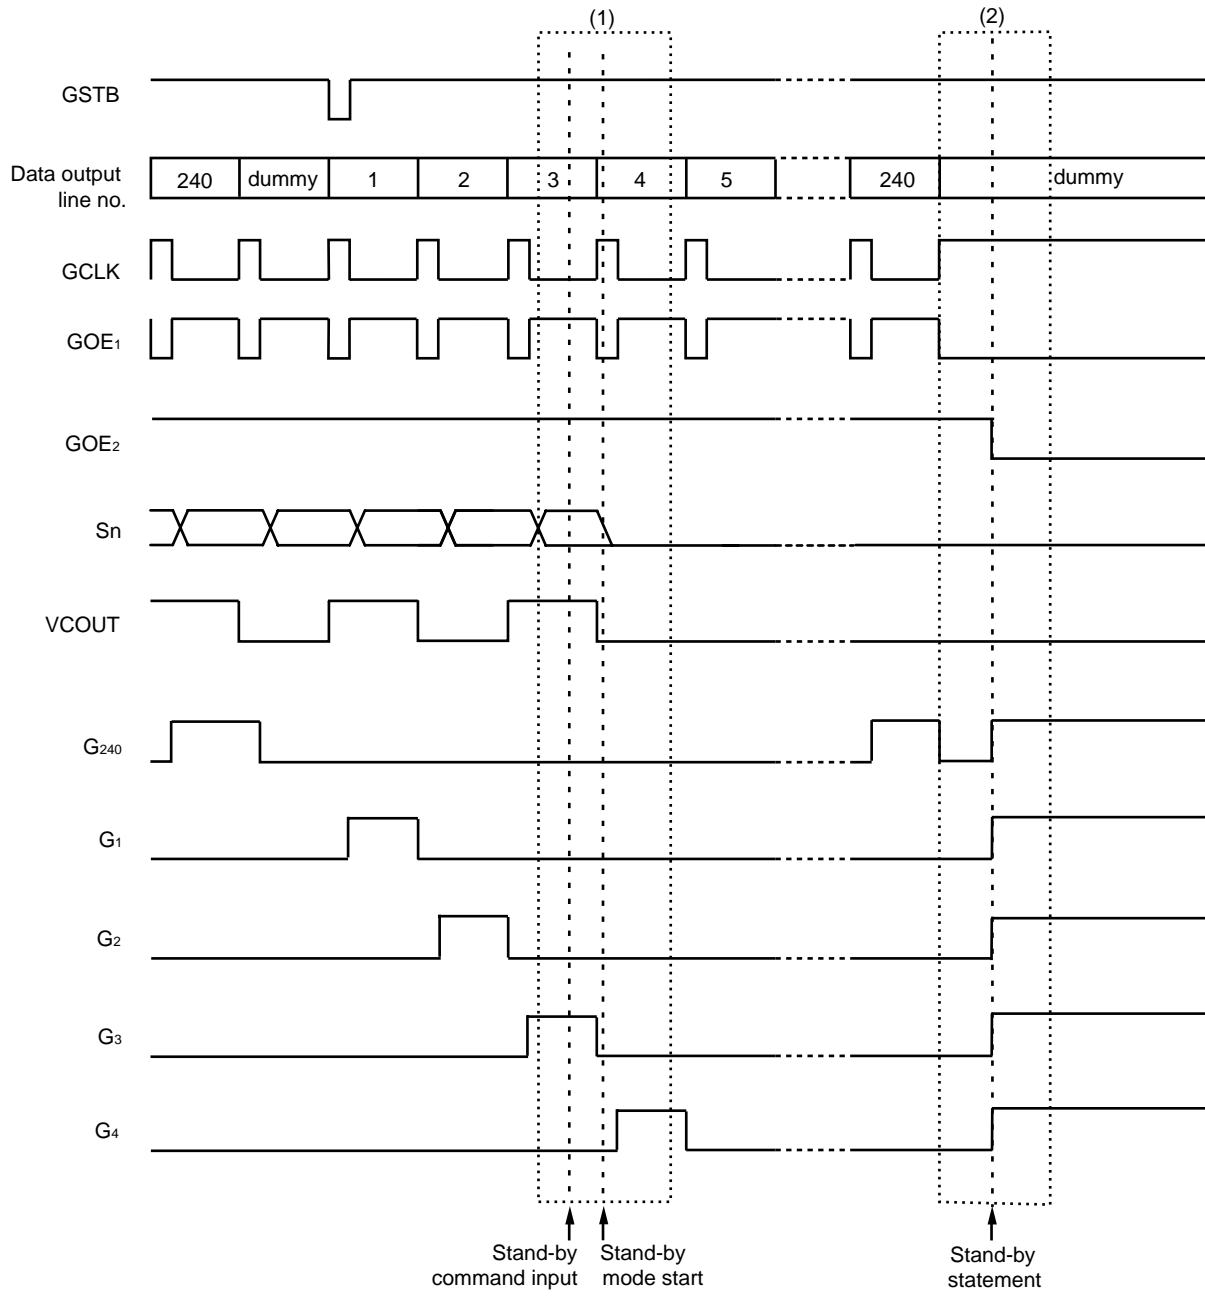 (1)
(2)
GSTB
Data output
line no.
240
dummy
1
2
3
4
5
240
dummy
GCLK
GOE1
GOE2
Sn
VCOUT
G240
G1
G2
G3
G4
Stand-by
command input
Stand-by
mode start
Stand-by
statement